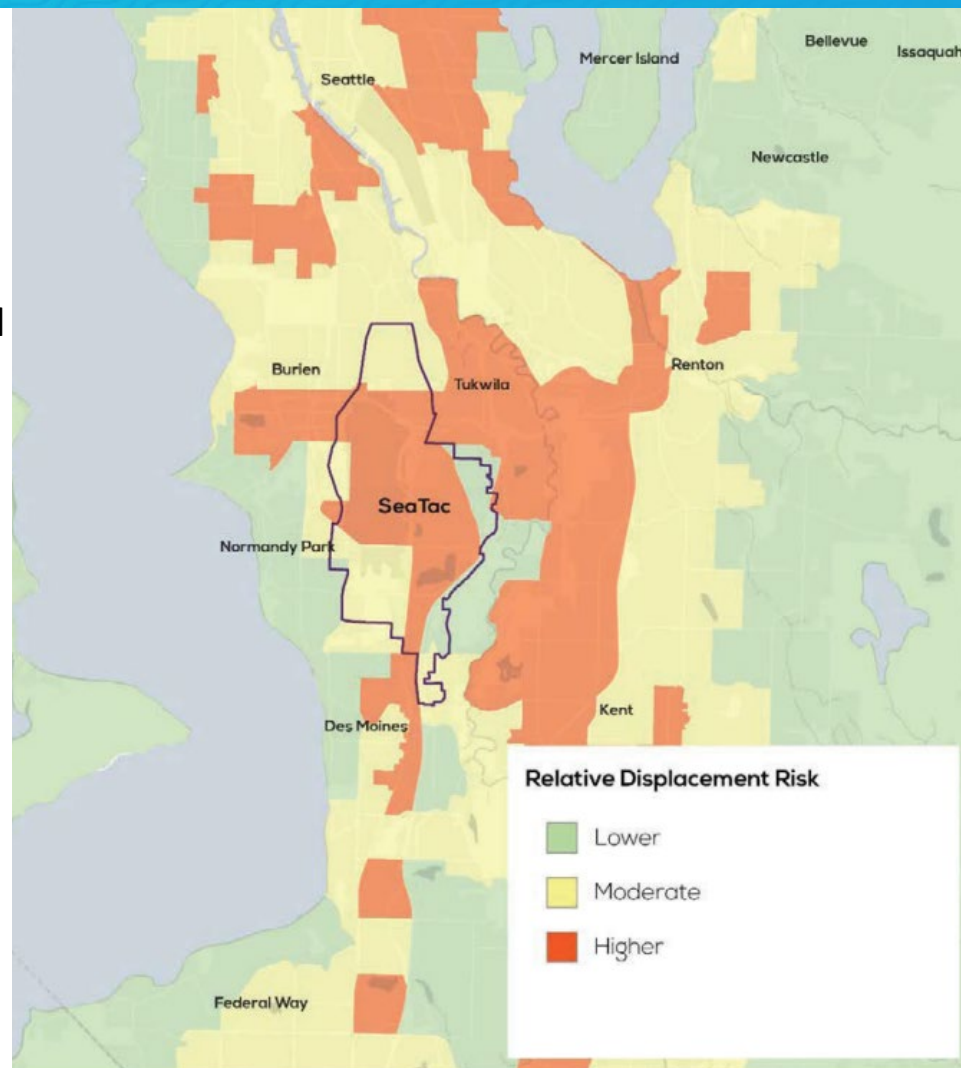 Bellevue
Issaquah
Mercer Island
Seattle
Newcastle
Burien
Renton
Tukwila
SeaTac
Normandy Park
Kent
Des Moines
Relative Displacement Risk
Lower
Moderate
Higher
Federal Way